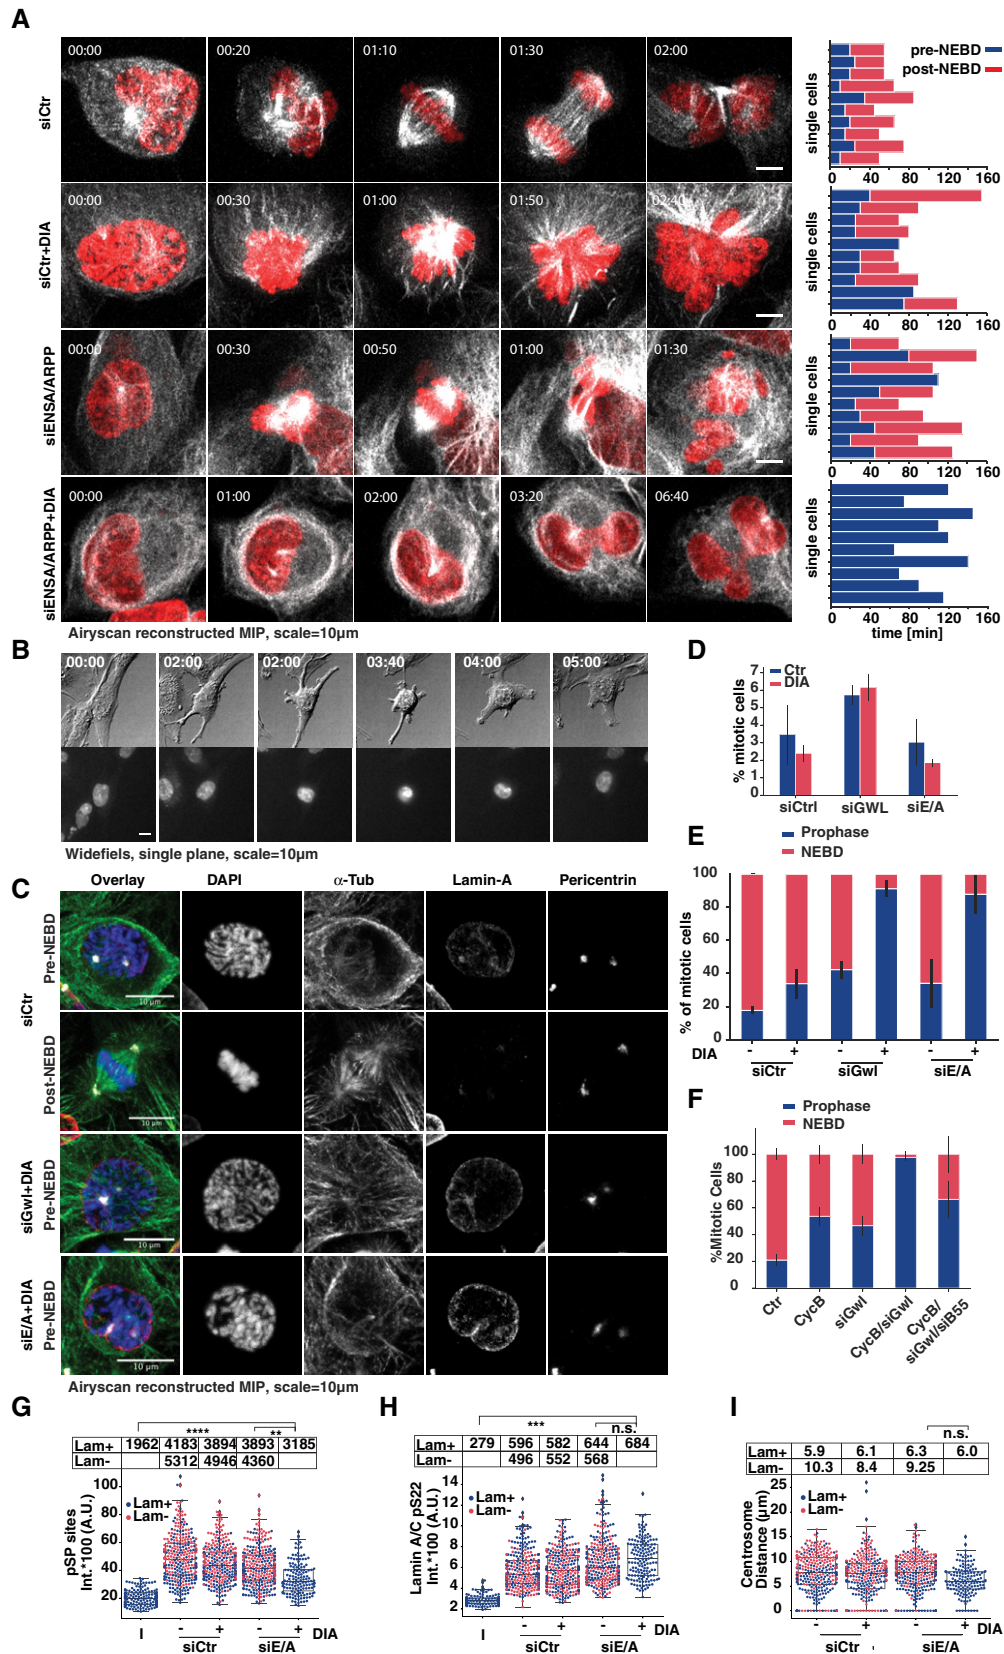 A
siCtr
00:00
00:20
01:10
01:30
02:00
single cells
pre-NEBD
post-NEBD
0 40 80 120 160
siCtr+DIA
00:00
00:30
01:00
01:50
02:40
single cells
0 40 80 120 160
siENSA/ARPP
00:00
00:30
00:50
01:00
01:30
single cells
0 40 80 120 160
siENSA/ARPP+DIA
00:00
01:00
02:00
03:20
06:40
single cells
0 40 80 120 160
time [min]
Airyscan reconstructed MIP, scale=10µm
B
00:00
02:00
02:00
03:40
04:00
05:00
Widefiels, single plane, scale=10µm
C
Overlay DAPI α-Tub Lamin-A Pericentrin
siCtr
Pre-NEBD
10 µm
Post-NEBD
10 µm
siGwl+DIA
Pre-NEBD
10 µm
siE/A+DIA
Pre-NEBD
10 µm
Airyscan reconstructed MIP, scale=10µm
D
Ctr
DIA
% mitotic cells
7
6
5
4
3
2
1
0
siCtrl siGWL siE/A
E
Prophase
NEBD
% of mitotic cells
100
80
60
40
20
0
DIA - + - + - +
siCtr siGwl siE/A
F
Prophase
NEBD
%Mitotic Cells
100
80
60
40
20
0
Ctr
CycB
siGwl
CycB/siGwl
CycB/
siGwl/siB55
G
****
**
Lam+ 1962 4183 3894 3893 3185
Lam- 5312 4946 4360
Lam+
Lam-
pSP sites
Int.*100 (A.U.)
100
80
60
40
20
0
I - + - + DIA
siCtr siE/A
H
***
n.s.
Lam+ 279 596 582 644 684
Lam- 496 552 568
Lam+
Lam-
Lamin A/C pS22
Int.*100 (A.U.)
14
12
10
8
6
4
2
I - + - + DIA
siCtr siE/A
I
n.s.
Lam+ 5.9 6.1 6.3 6.0
Lam- 10.3 8.4 9.25
Lam+
Lam-
Centrosome
Distance (µm)
25
20
15
10
5
0
- + - + DIA
siCtr siE/A